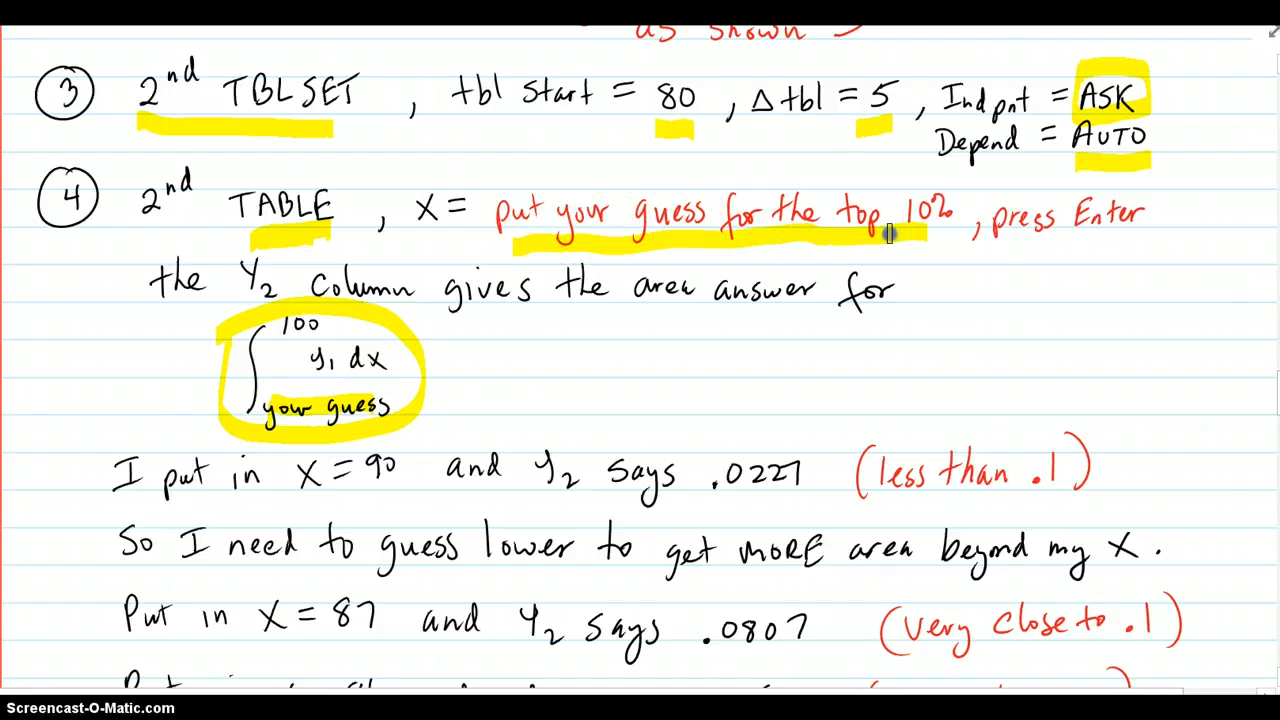 as shown
③ 2nd TBLSET , tbl start = 80 , Δtbl = 5 , Indpnt = ASK
Depend = AUTO
④ 2nd TABLE , X = put your guess for the top 10% , press Enter
the Y₂ column gives the area answer for
∫ 100
y₁ dx
your guess
I put in X = 90 and Y₂ says .0227 (less than .1)
So I need to guess lower to get MORE area beyond my X.
Put in X = 87 and Y₂ says .0807 (very close to .1)
Screencast-O-Matic.com